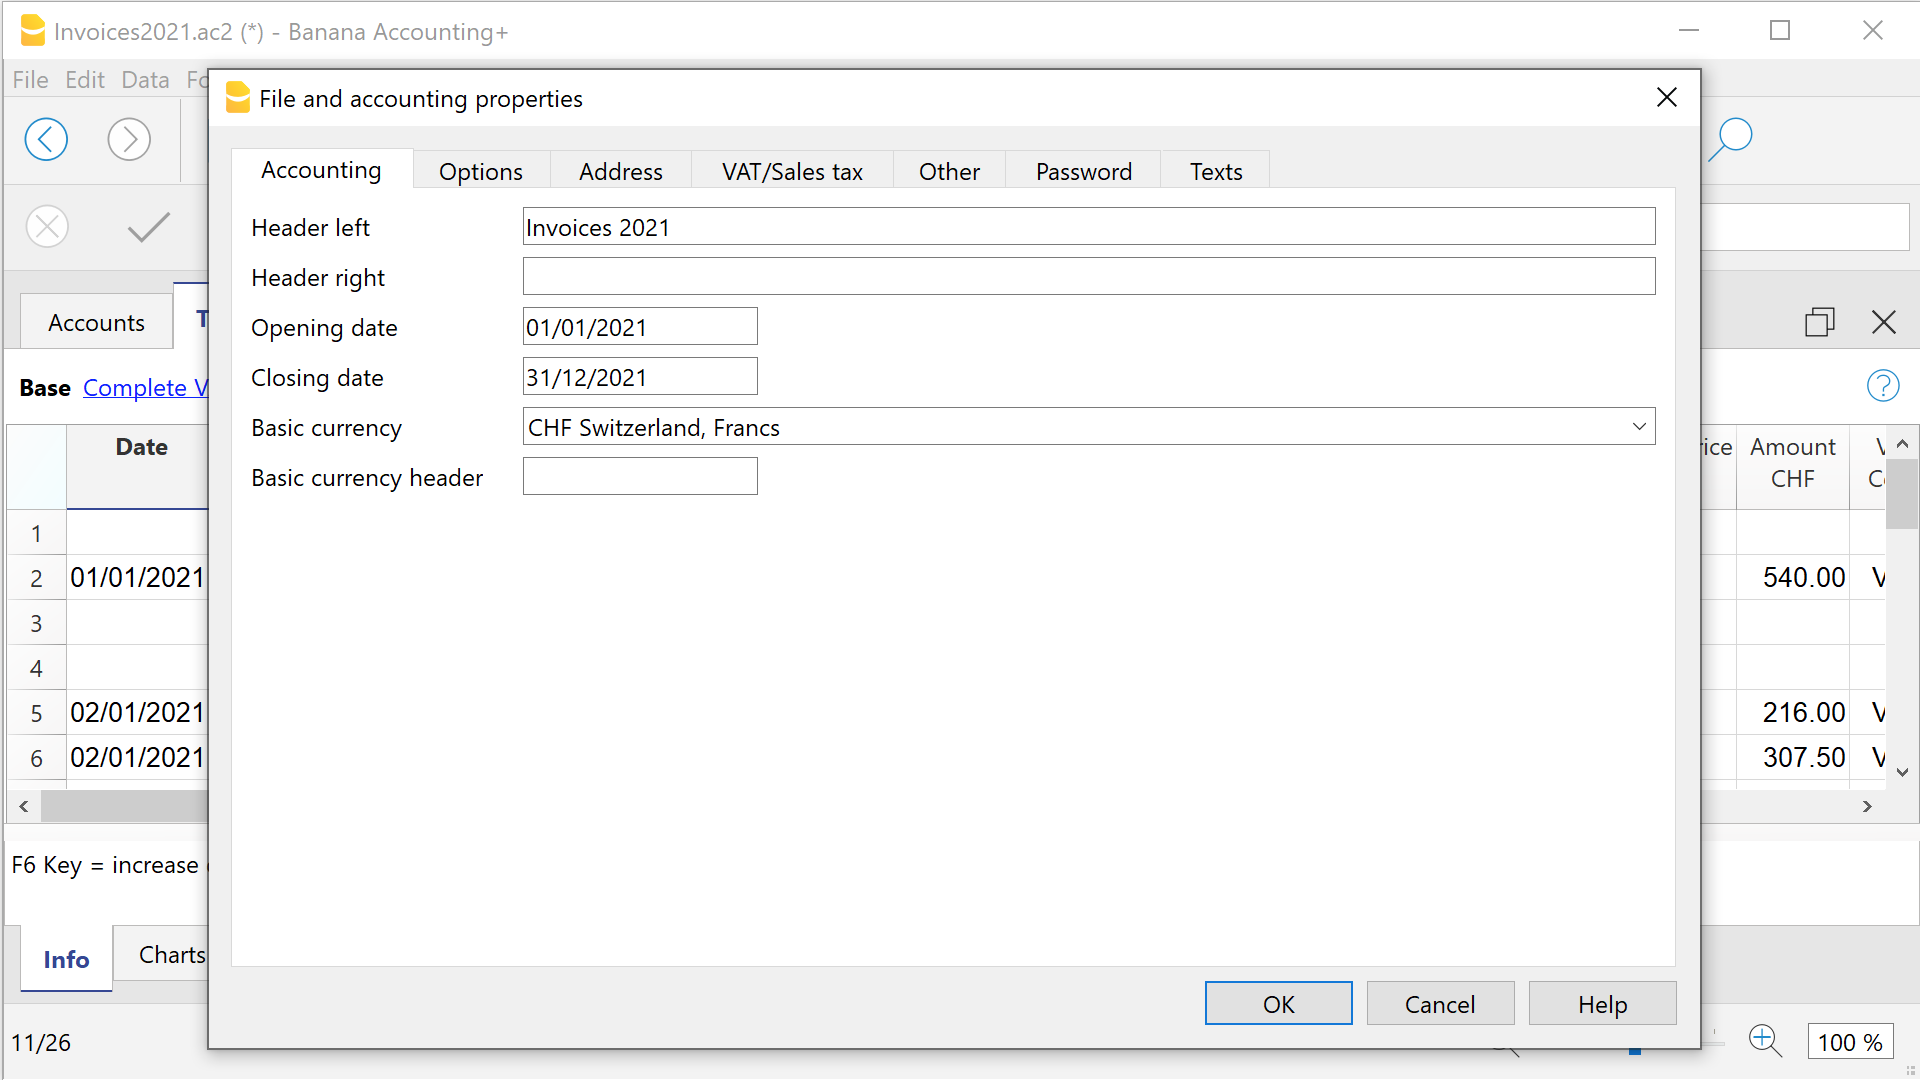 Invoices2021.ac2 (*) - Banana Accounting+
File Edit Data Fo
File and accounting properties
Accounting Options Address VAT/Sales tax Other Password Texts
Header left Invoices 2021
Header right
Opening date 01/01/2021
Closing date 31/12/2021
Basic currency CHF Switzerland, Francs
Basic currency header
OK Cancel Help
Accounts T
Base Complete V
Date ice Amount CHF V Co
1
2 01/01/2021 540.00 V
3
4
5 02/01/2021 216.00 V
6 02/01/2021 307.50 V
F6 Key = increase
Info Charts
11/26 100 %